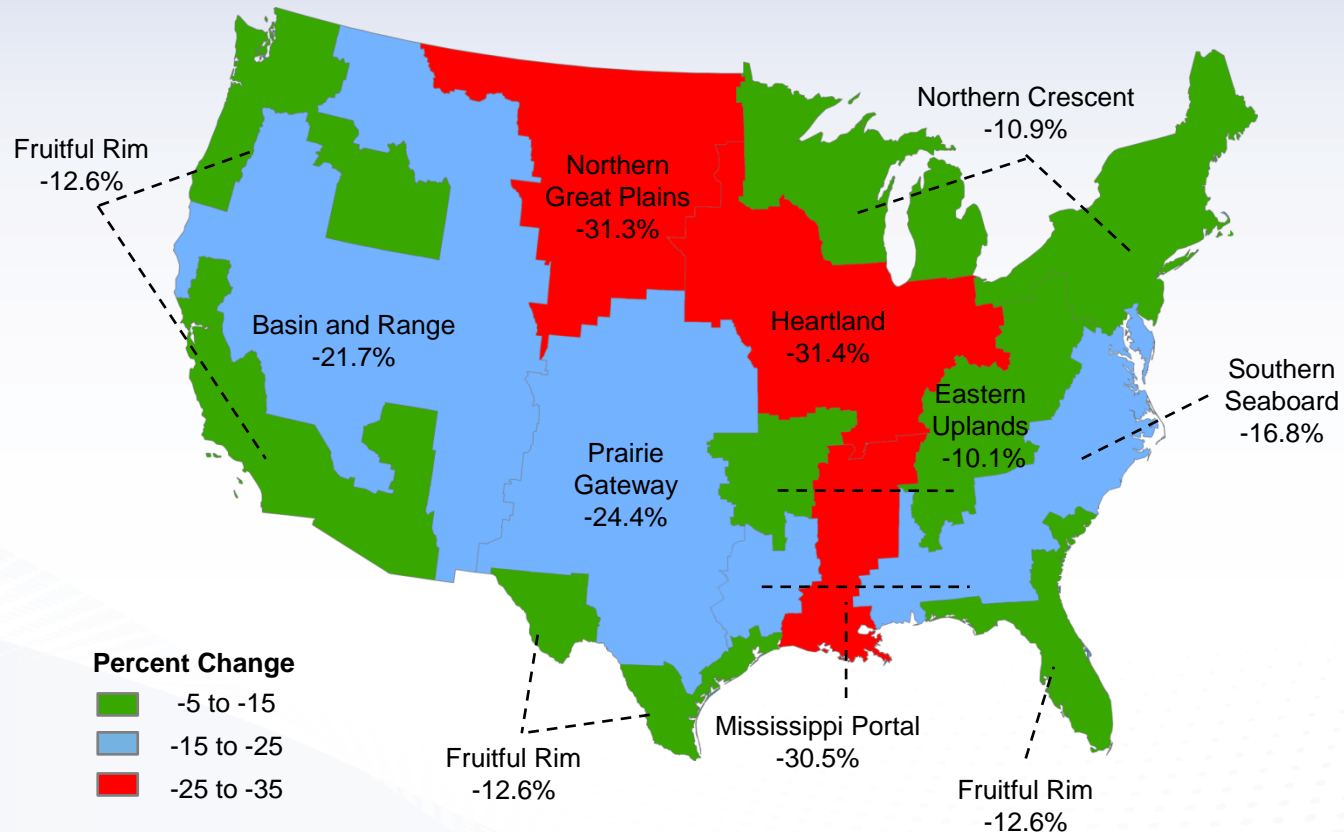 Northern Crescent
-10.9%
Fruitful Rim
-12.6%
Northern
Great Plains
-31.3%
Basin and Range
-21.7%
Heartland
-31.4%
Eastern
Uplands
-10.1%
Southern
Seaboard
-16.8%
Prairie
Gateway
-24.4%
Percent Change
-5 to -15
-15 to -25
-25 to -35
Fruitful Rim
-12.6%
Mississippi Portal
-30.5%
Fruitful Rim
-12.6%